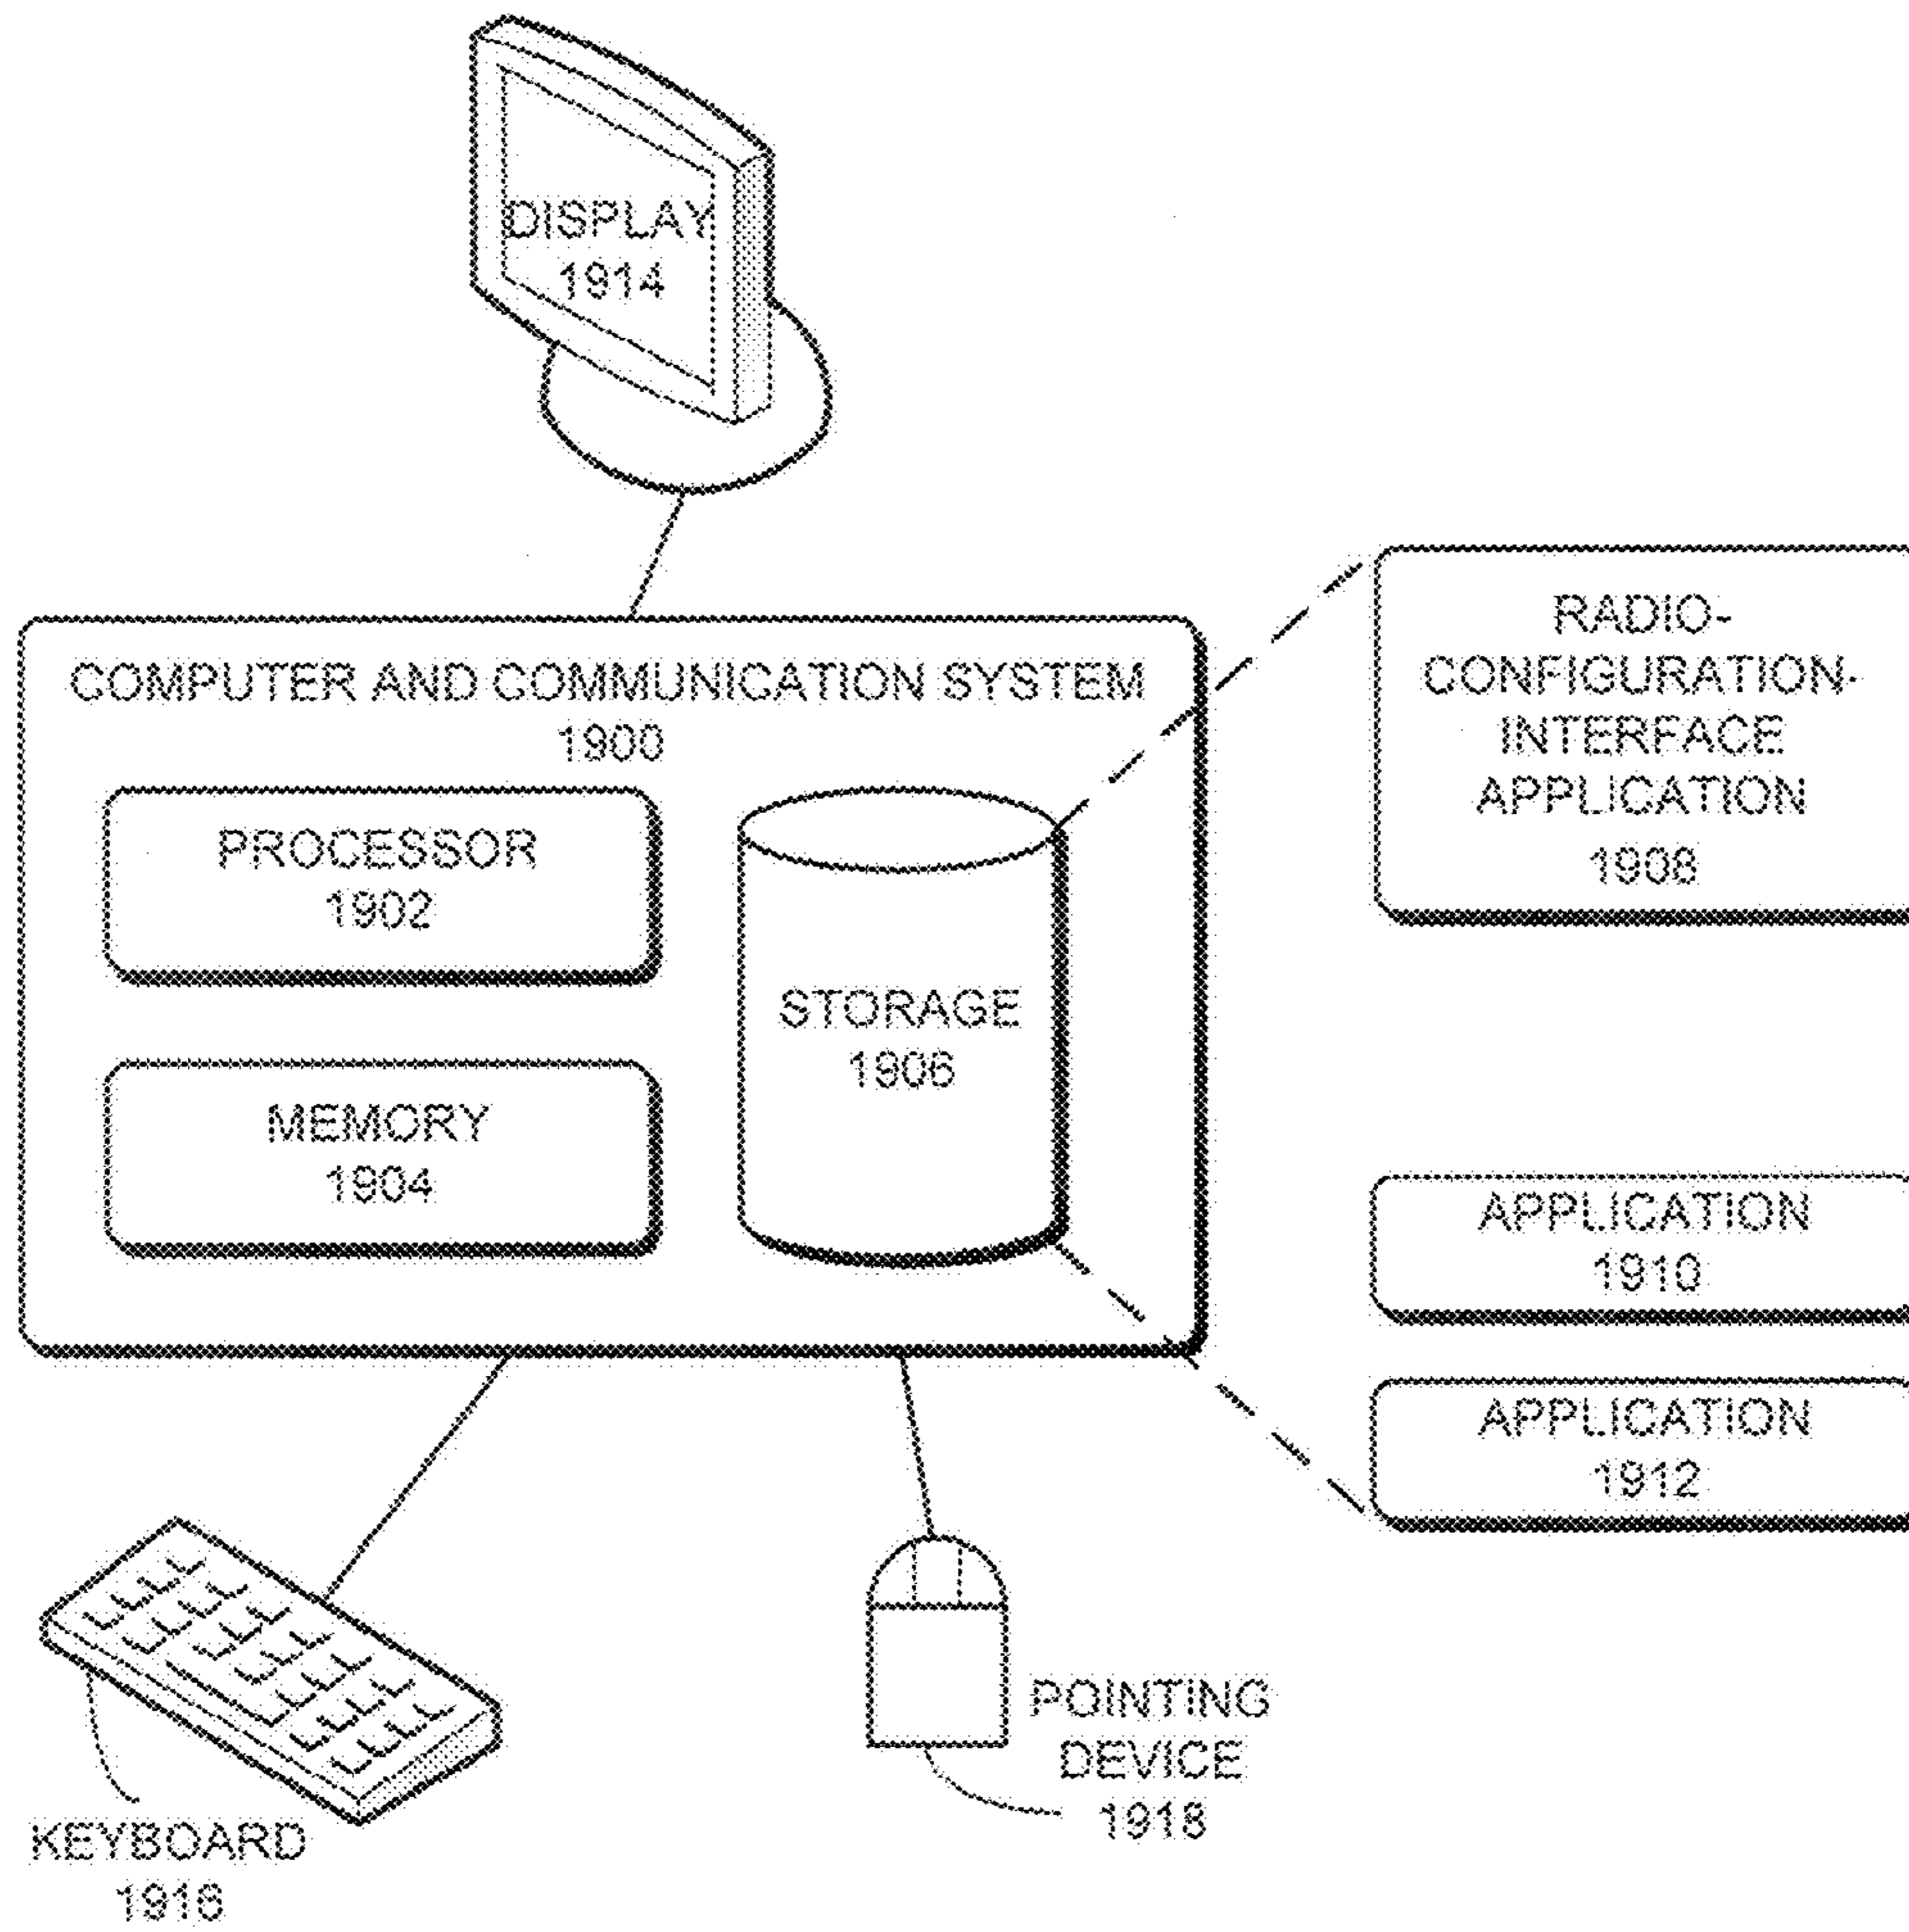 DISPLAY
1914
COMPUTER AND COMMUNICATION SYSTEM
1900
PROCESSOR
1902
MEMORY
1904
STORAGE
1906
RADIO-
CONFIGURATION-
INTERFACE
APPLICATION
1908
APPLICATION
1910
APPLICATION
1912
KEYBOARD
1916
POINTING
DEVICE
1918